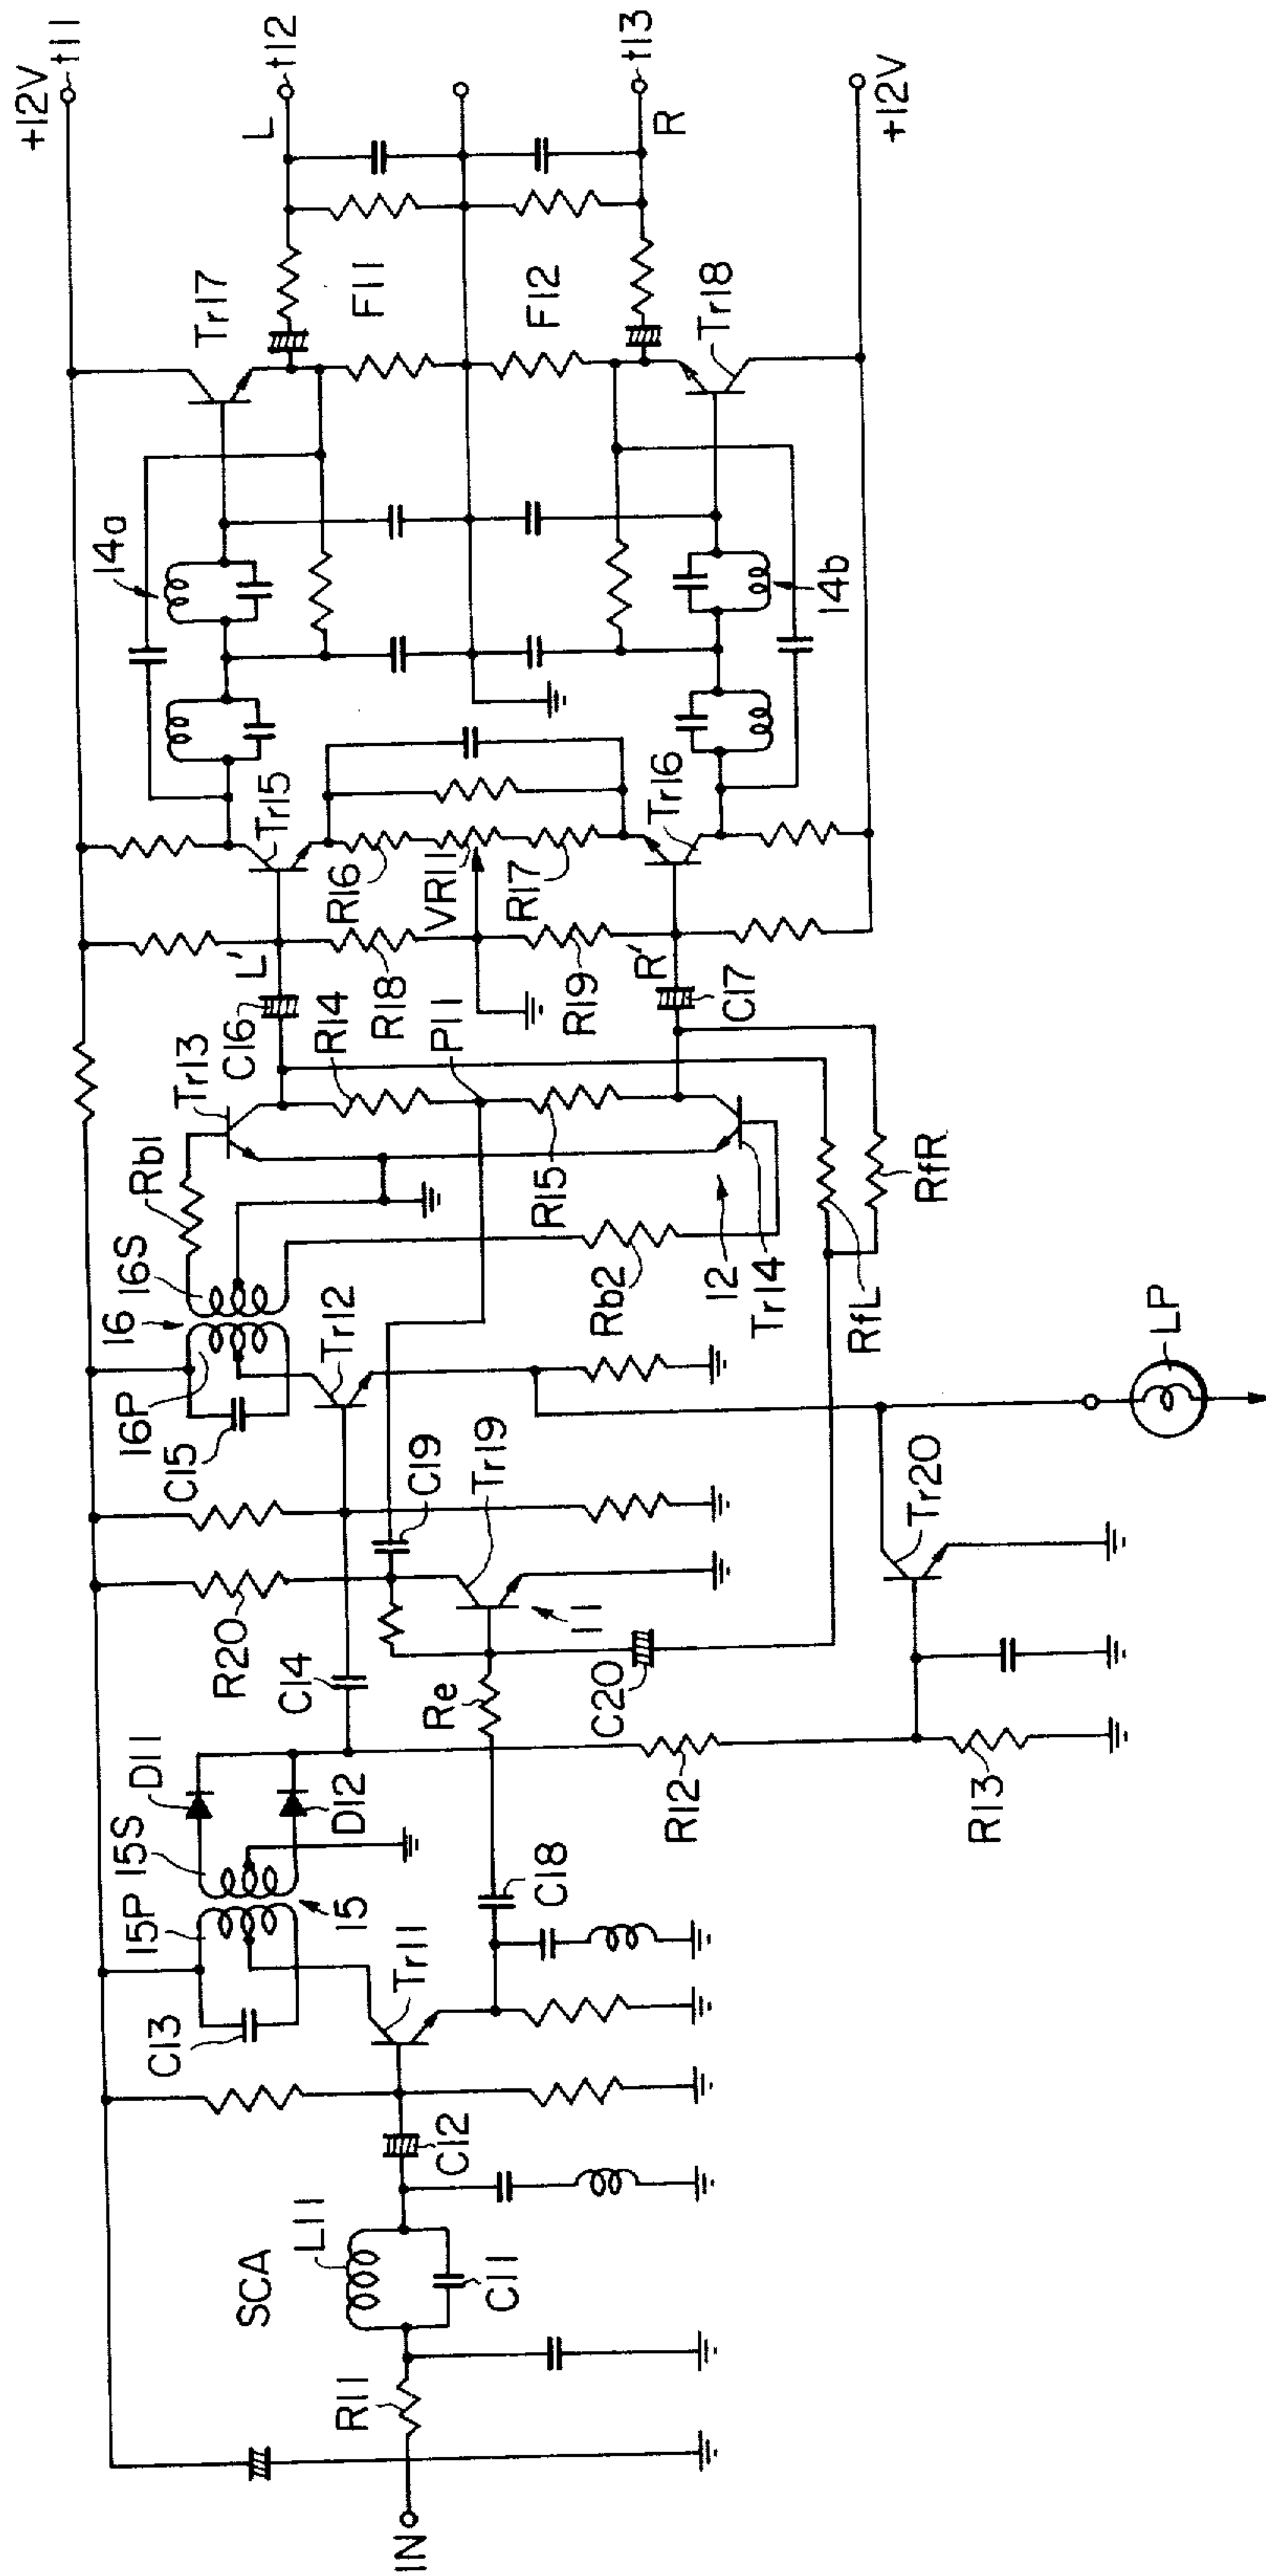 +12V
t11
L
t12
t13
R
+12V
Tr17
F11
F12
Tr18
14a
14b
Tr15
R16
VR11
R17
Tr16
L'
R18
R19
R'
C16
R14
P11
C17
Tr13
R15
Rb1
16S
16
16P
C15
Tr12
Rb2
12
Tr14
RfL
RfR
LP
C19
Tr19
Tr20
R20
11
C14
Re
C20
D11
D12
R12
R13
15S
15P
15
C18
C13
Tr11
C12
SCA
L11
C11
R11
IN